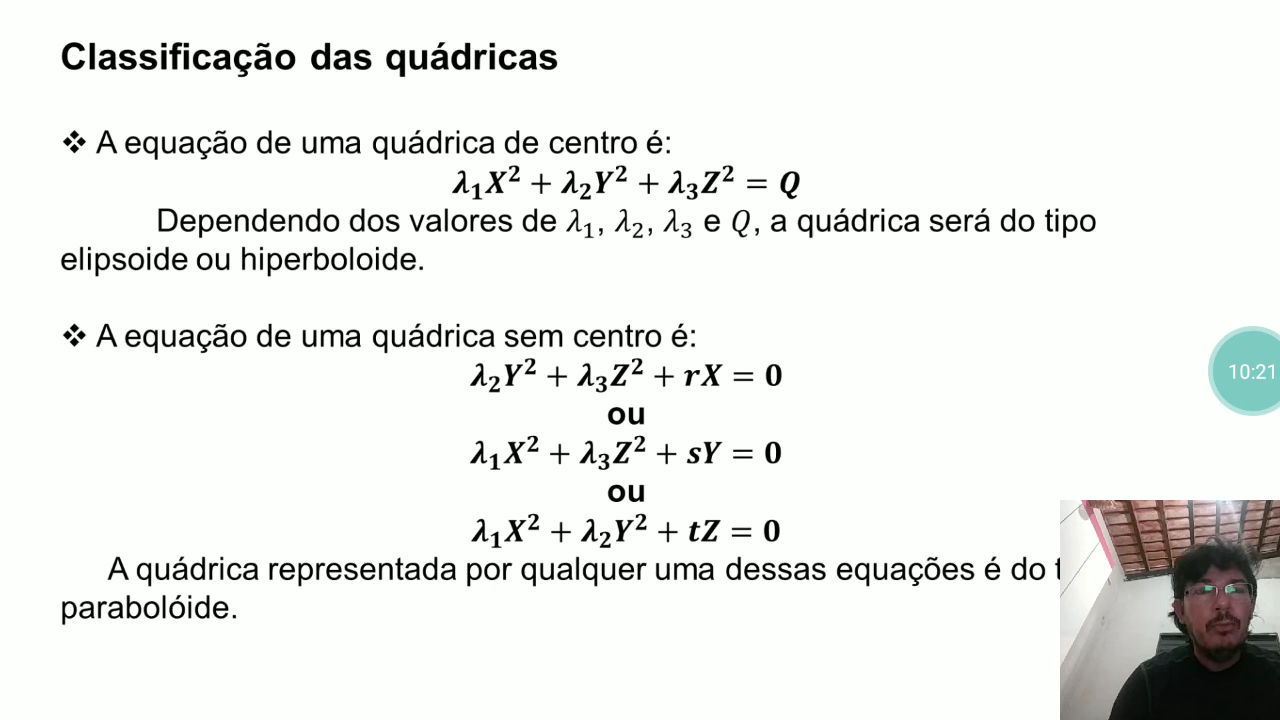 Classificação das quádricas
❖ A equação de uma quádrica de centro é:
λ₁X² + λ₂Y² + λ₃Z² = Q
Dependendo dos valores de λ₁, λ₂, λ₃ e Q, a quádrica será do tipo
elipsoide ou hiperboloide.
❖ A equação de uma quádrica sem centro é:
λ₂Y² + λ₃Z² + rX = 0
ou
λ₁X² + λ₃Z² + sY = 0
ou
λ₁X² + λ₂Y² + tZ = 0
A quádrica representada por qualquer uma dessas equações é do t
parabolóide.
10:21